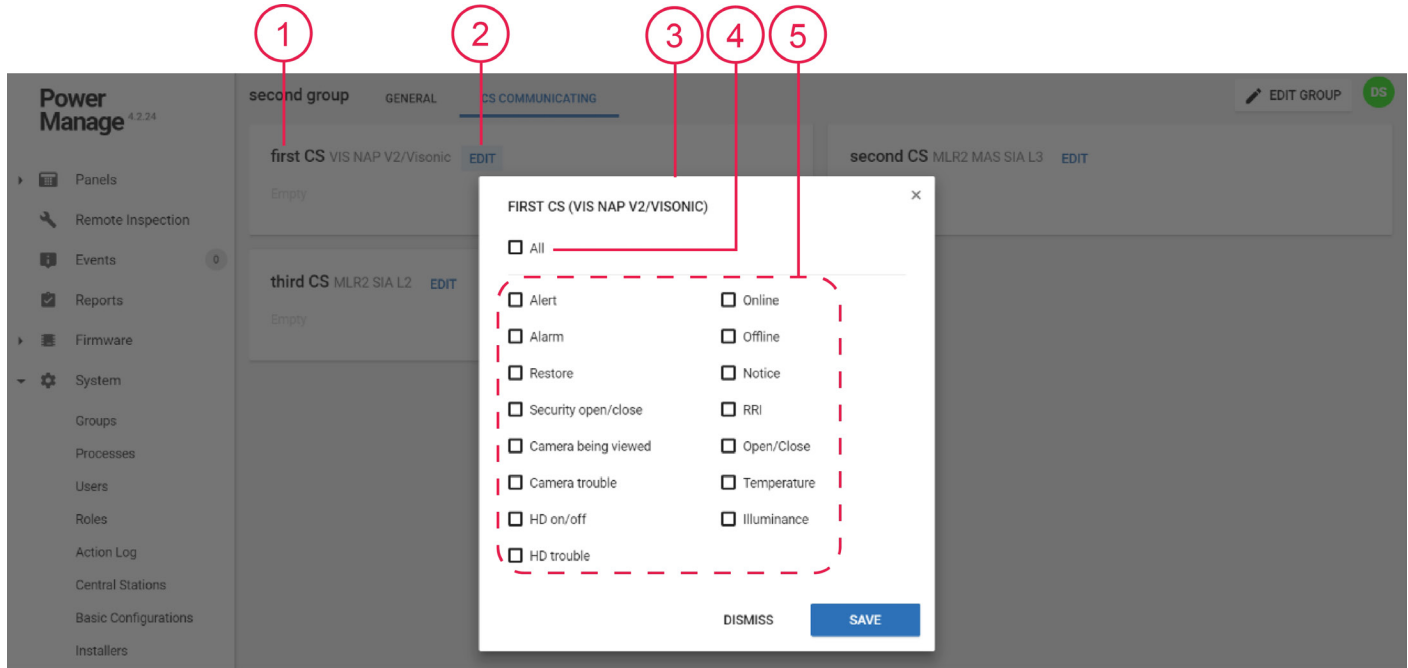 1 2 3 4 5
Power
Manage 4.2.24
second group GENERAL CS COMMUNICATING EDIT GROUP DS
first CS VIS NAP V2/Visonic EDIT
Empty
second CS MLR2 MAS SIA L3 EDIT
third CS MLR2 SIA L2 EDIT
Empty
Panels
Remote Inspection
Events 0
Reports
Firmware
System
Groups
Processes
Users
Roles
Action Log
Central Stations
Basic Configurations
Installers
FIRST CS (VIS NAP V2/VISONIC) ×
All
Alert Online
Alarm Offline
Restore Notice
Security open/close RRI
Camera being viewed Open/Close
Camera trouble Temperature
HD on/off Illuminance
HD trouble
DISMISS SAVE